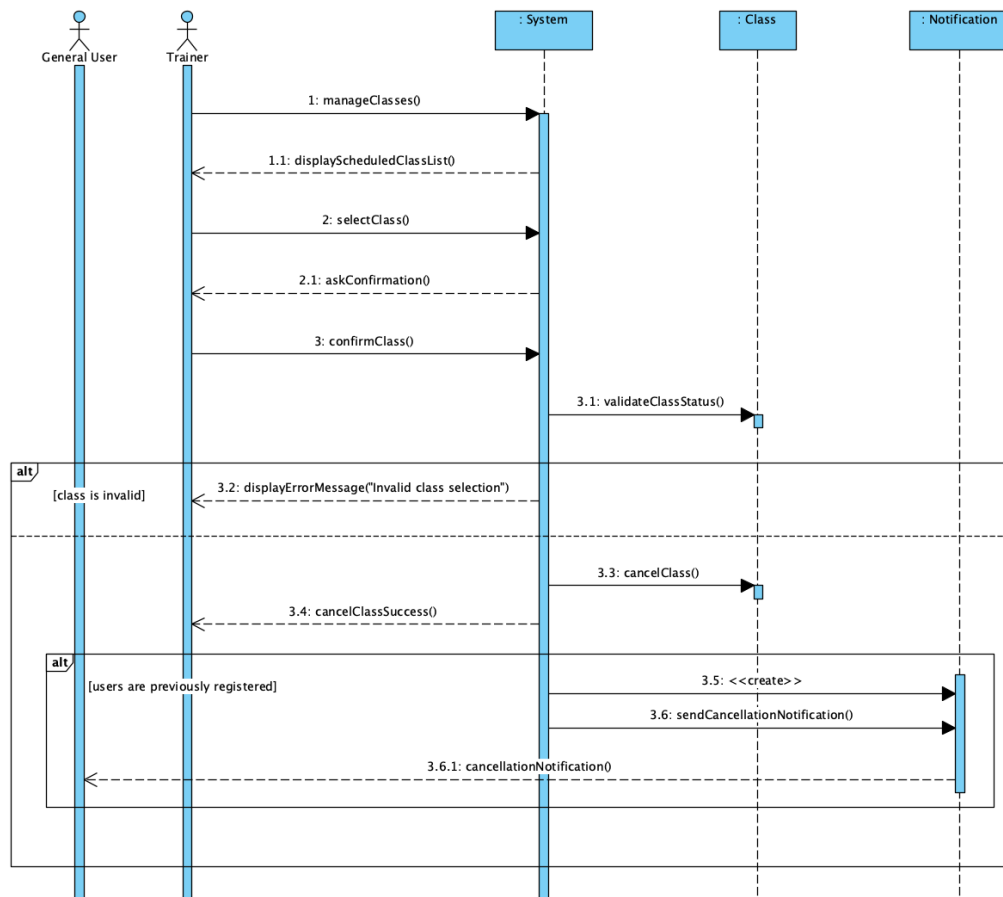 : System
: Class
: Notification
General User
Trainer
1: manageClasses()
1.1: displayScheduledClassList()
2: selectClass()
2.1: askConfirmation()
3: confirmClass()
3.1: validateClassStatus()
alt
[class is invalid]
3.2: displayErrorMessage("Invalid class selection")
3.3: cancelClass()
3.4: cancelClassSuccess()
alt
[users are previously registered]
3.5: <<create>>
3.6: sendCancellationNotification()
3.6.1: cancellationNotification()